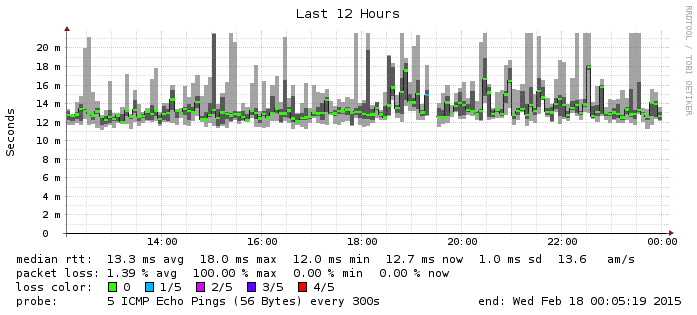 Last 12 Hours
RRDTOOL / TOBI OETIKER
Seconds
20 m
18 m
16 m
14 m
12 m
10 m
8 m
6 m
4 m
2 m
0
14:00 16:00 18:00 20:00 22:00 00:00
median rtt: 13.3 ms avg 18.0 ms max 12.0 ms min 12.7 ms now 1.0 ms sd 13.6 am/s
packet loss: 1.39 % avg 100.00 % max 0.00 % min 0.00 % now
loss color: 0 1/5 2/5 3/5 4/5
probe: 5 ICMP Echo Pings (56 Bytes) every 300s end: Wed Feb 18 00:05:19 2015